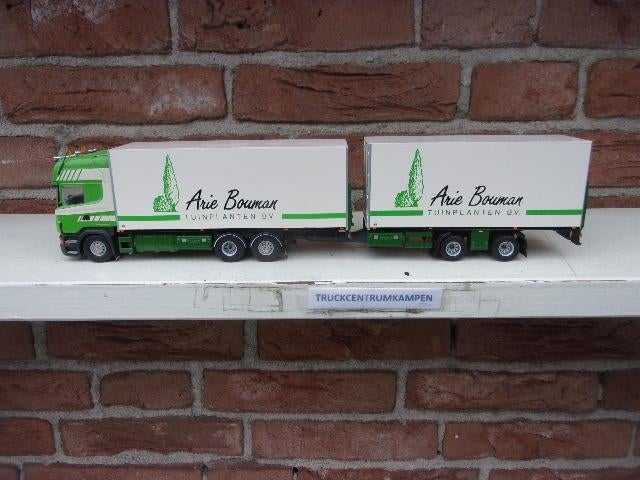 Arie Bouman
TUINPLANTEN B.V.
Arie Bouman
TUINPLANTEN B.V.
TRUCKCENTRUMKAMPEN